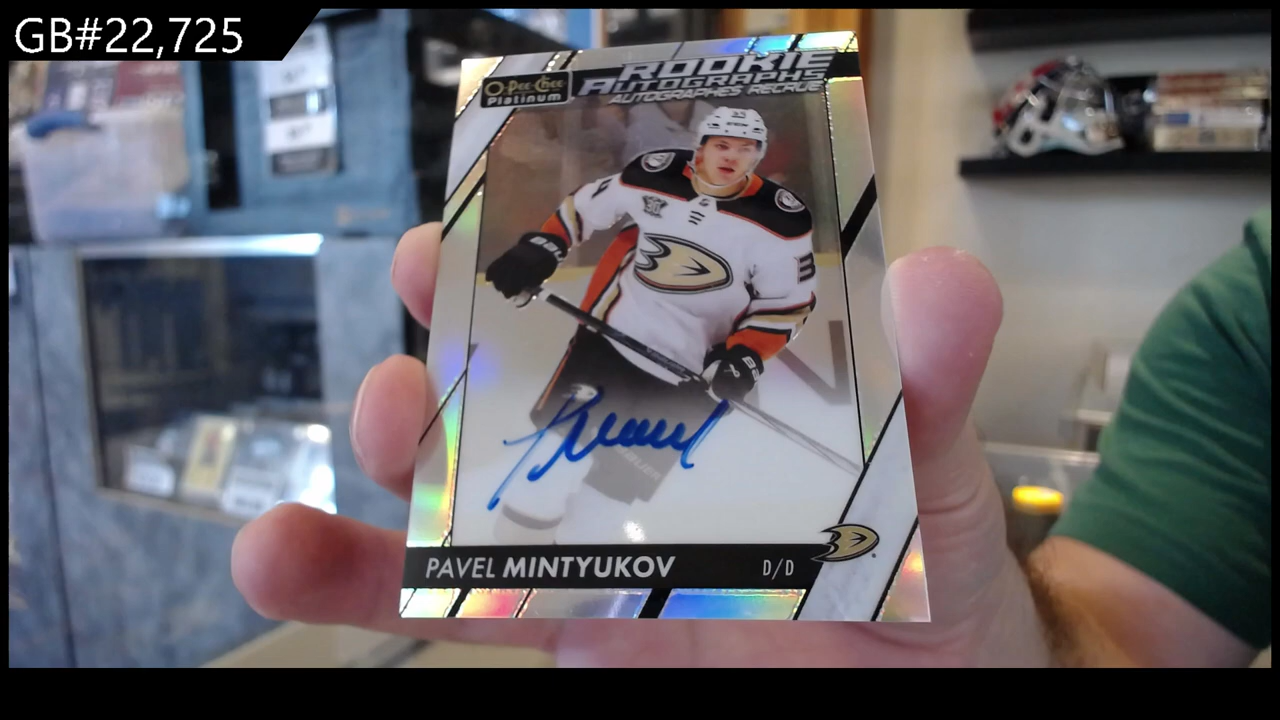 GB#22,725
O-Pee-Chee
Platinum
ROOKIE
AUTOGRAPHS
AUTOGRAPHES RECRUE
PAVEL MINTYUKOV D/D